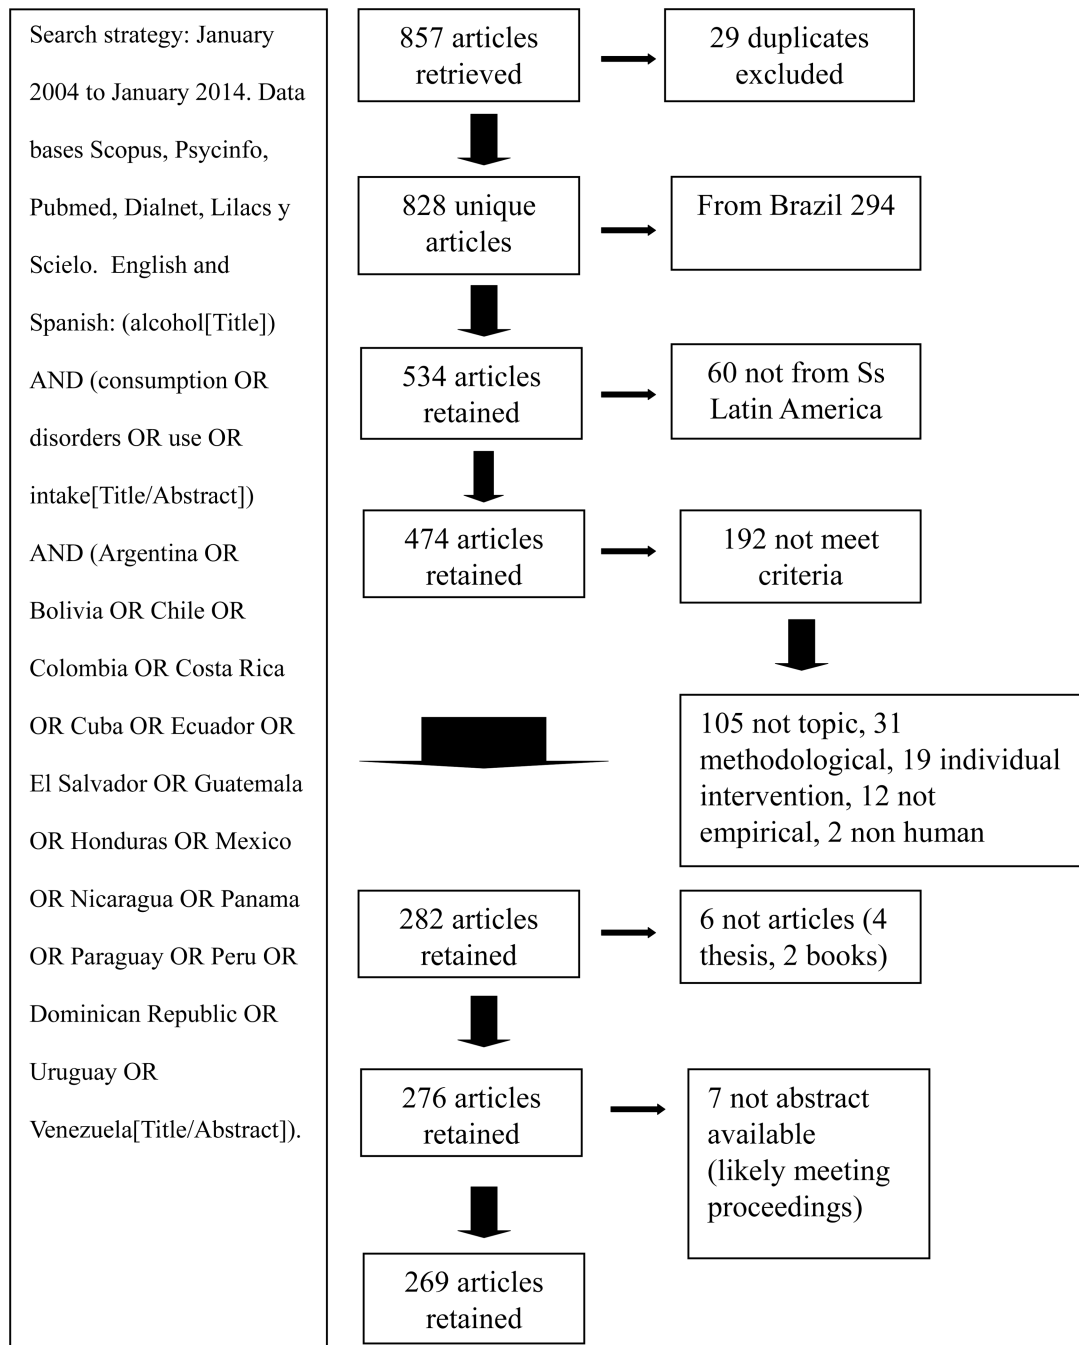 Search strategy: January
2004 to January 2014. Data
bases Scopus, Psycinfo,
Pubmed, Dialnet, Lilacs y
Scielo.  English and
Spanish: (alcohol[Title])
AND (consumption OR
disorders OR use OR
intake[Title/Abstract])
AND (Argentina OR
Bolivia OR Chile OR
Colombia OR Costa Rica
OR Cuba OR Ecuador OR
El Salvador OR Guatemala
OR Honduras OR Mexico
OR Nicaragua OR Panama
OR Paraguay OR Peru OR
Dominican Republic OR
Uruguay OR
Venezuela[Title/Abstract]).
857 articles
retrieved
29 duplicates
excluded
828 unique
articles
From Brazil 294
534 articles
retained
60 not from Ss
Latin America
474 articles
retained
192 not meet
criteria
105 not topic, 31
methodological, 19 individual
intervention, 12 not
empirical, 2 non human
282 articles
retained
6 not articles (4
thesis, 2 books)
276 articles
retained
7 not abstract
available
(likely meeting
proceedings)
269 articles
retained